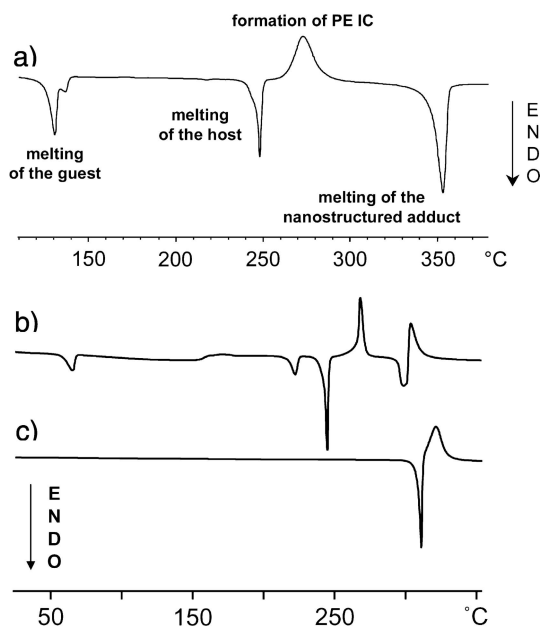 formation of PE IC
a)
melting
of the host
melting
of the guest
melting of the
nanostructured adduct
E
N
D
O
150
200
250
300
350
°C
b)
c)
E
N
D
O
50
150
250
°C